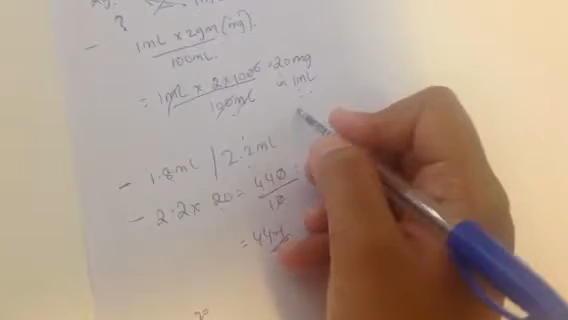 ?
- 1mL x 2gm (mg).
100mL.
= 1mL x 2x1000 = 20mg
100mL in 1mL
- 1.8mL / 2.2mL
- 2.2 x 20 = 440
10
= 44